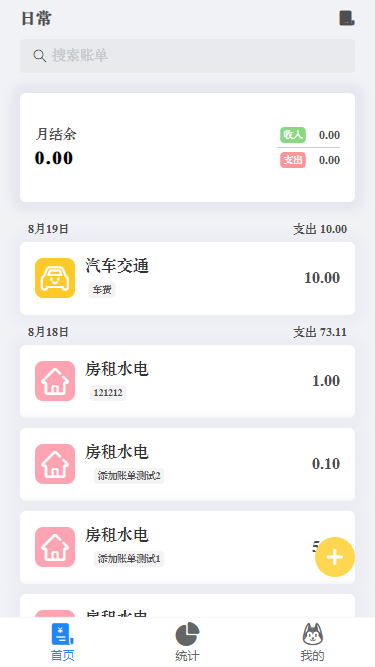 日常
搜索账单
月结余
0.00
收入 0.00
支出 0.00
8月19日 支出 10.00
汽车交通
车费
10.00
8月18日 支出 73.11
房租水电
121212
1.00
房租水电
添加账单测试2
0.10
房租水电
添加账单测试1
5
房租水电
首页 统计 我的